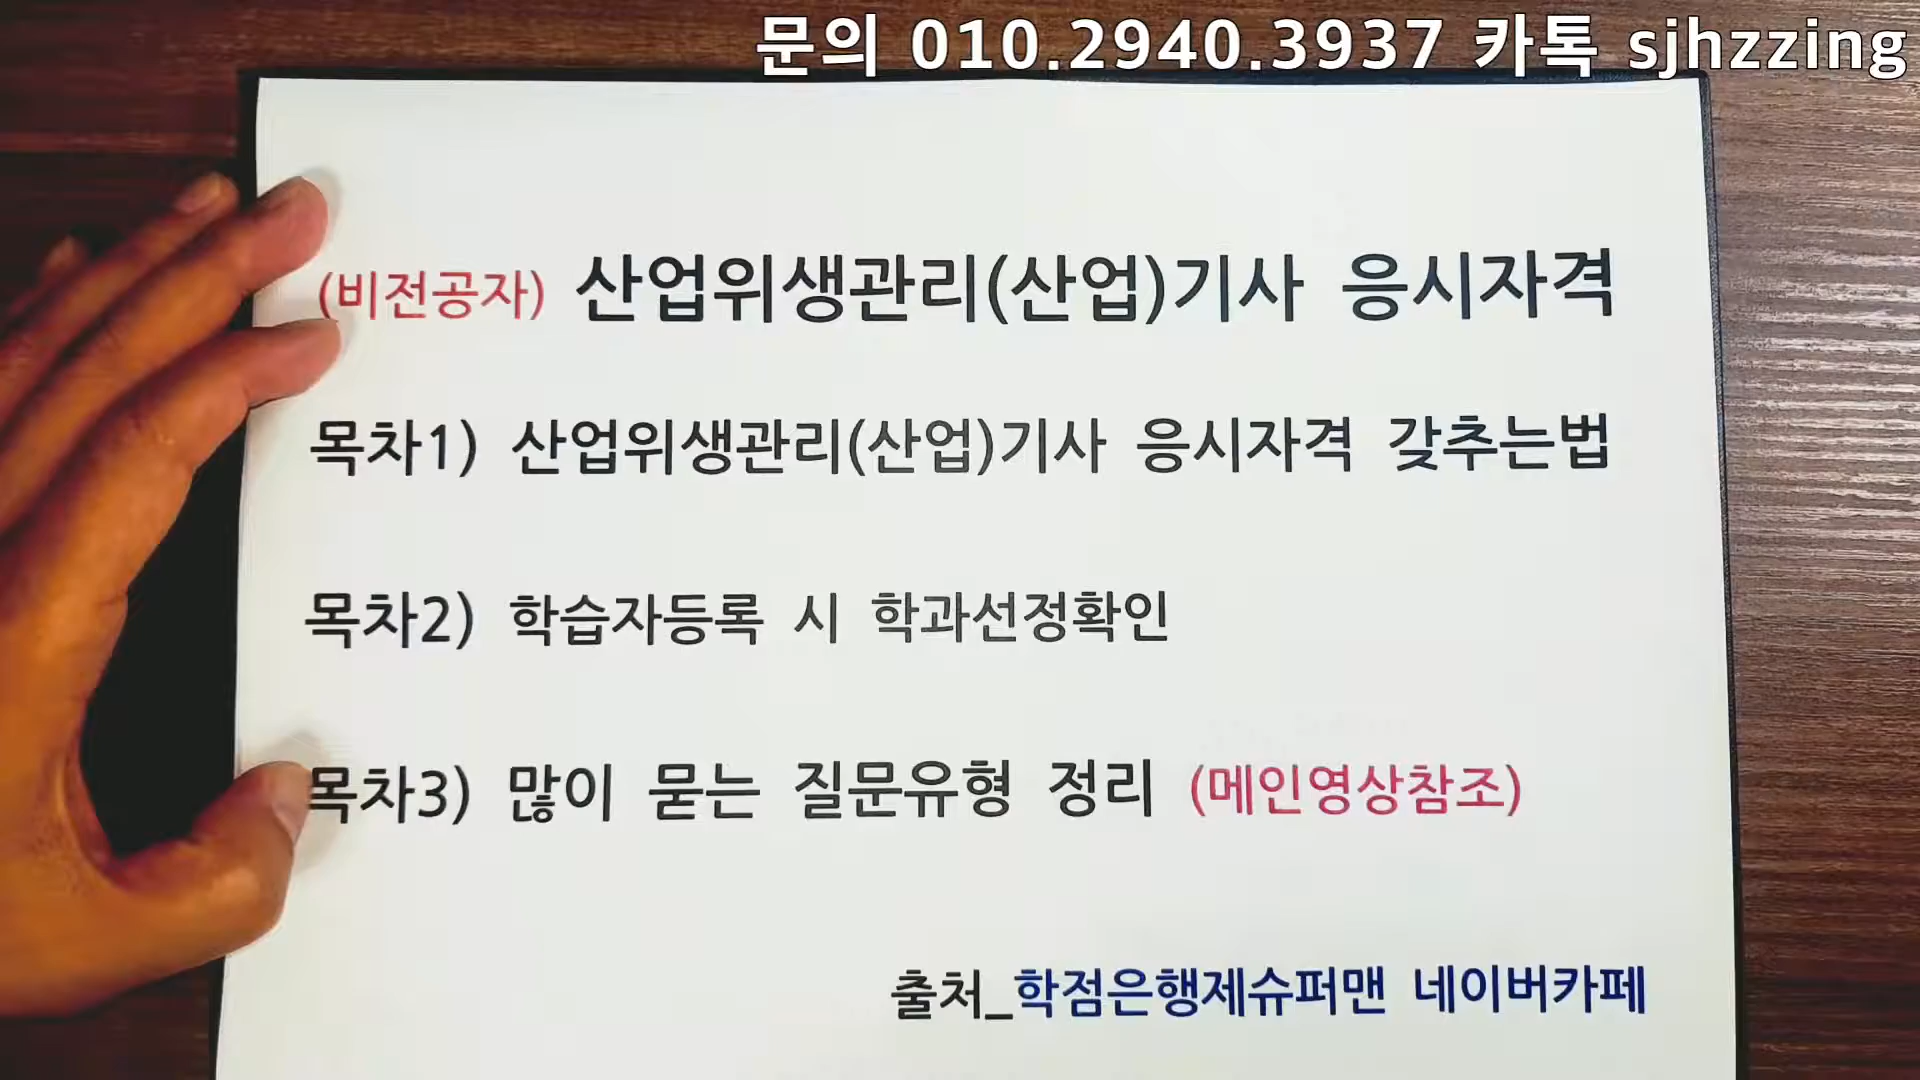 문의 010.2940.3937 카톡 sjhzzing
(비전공자) 산업위생관리(산업)기사 응시자격
목차1) 산업위생관리(산업)기사 응시자격 갖추는법
목차2) 학습자등록 시 학과선정확인
목차3) 많이 묻는 질문유형 정리 (메인영상참조)
출처_학점은행제슈퍼맨 네이버카페